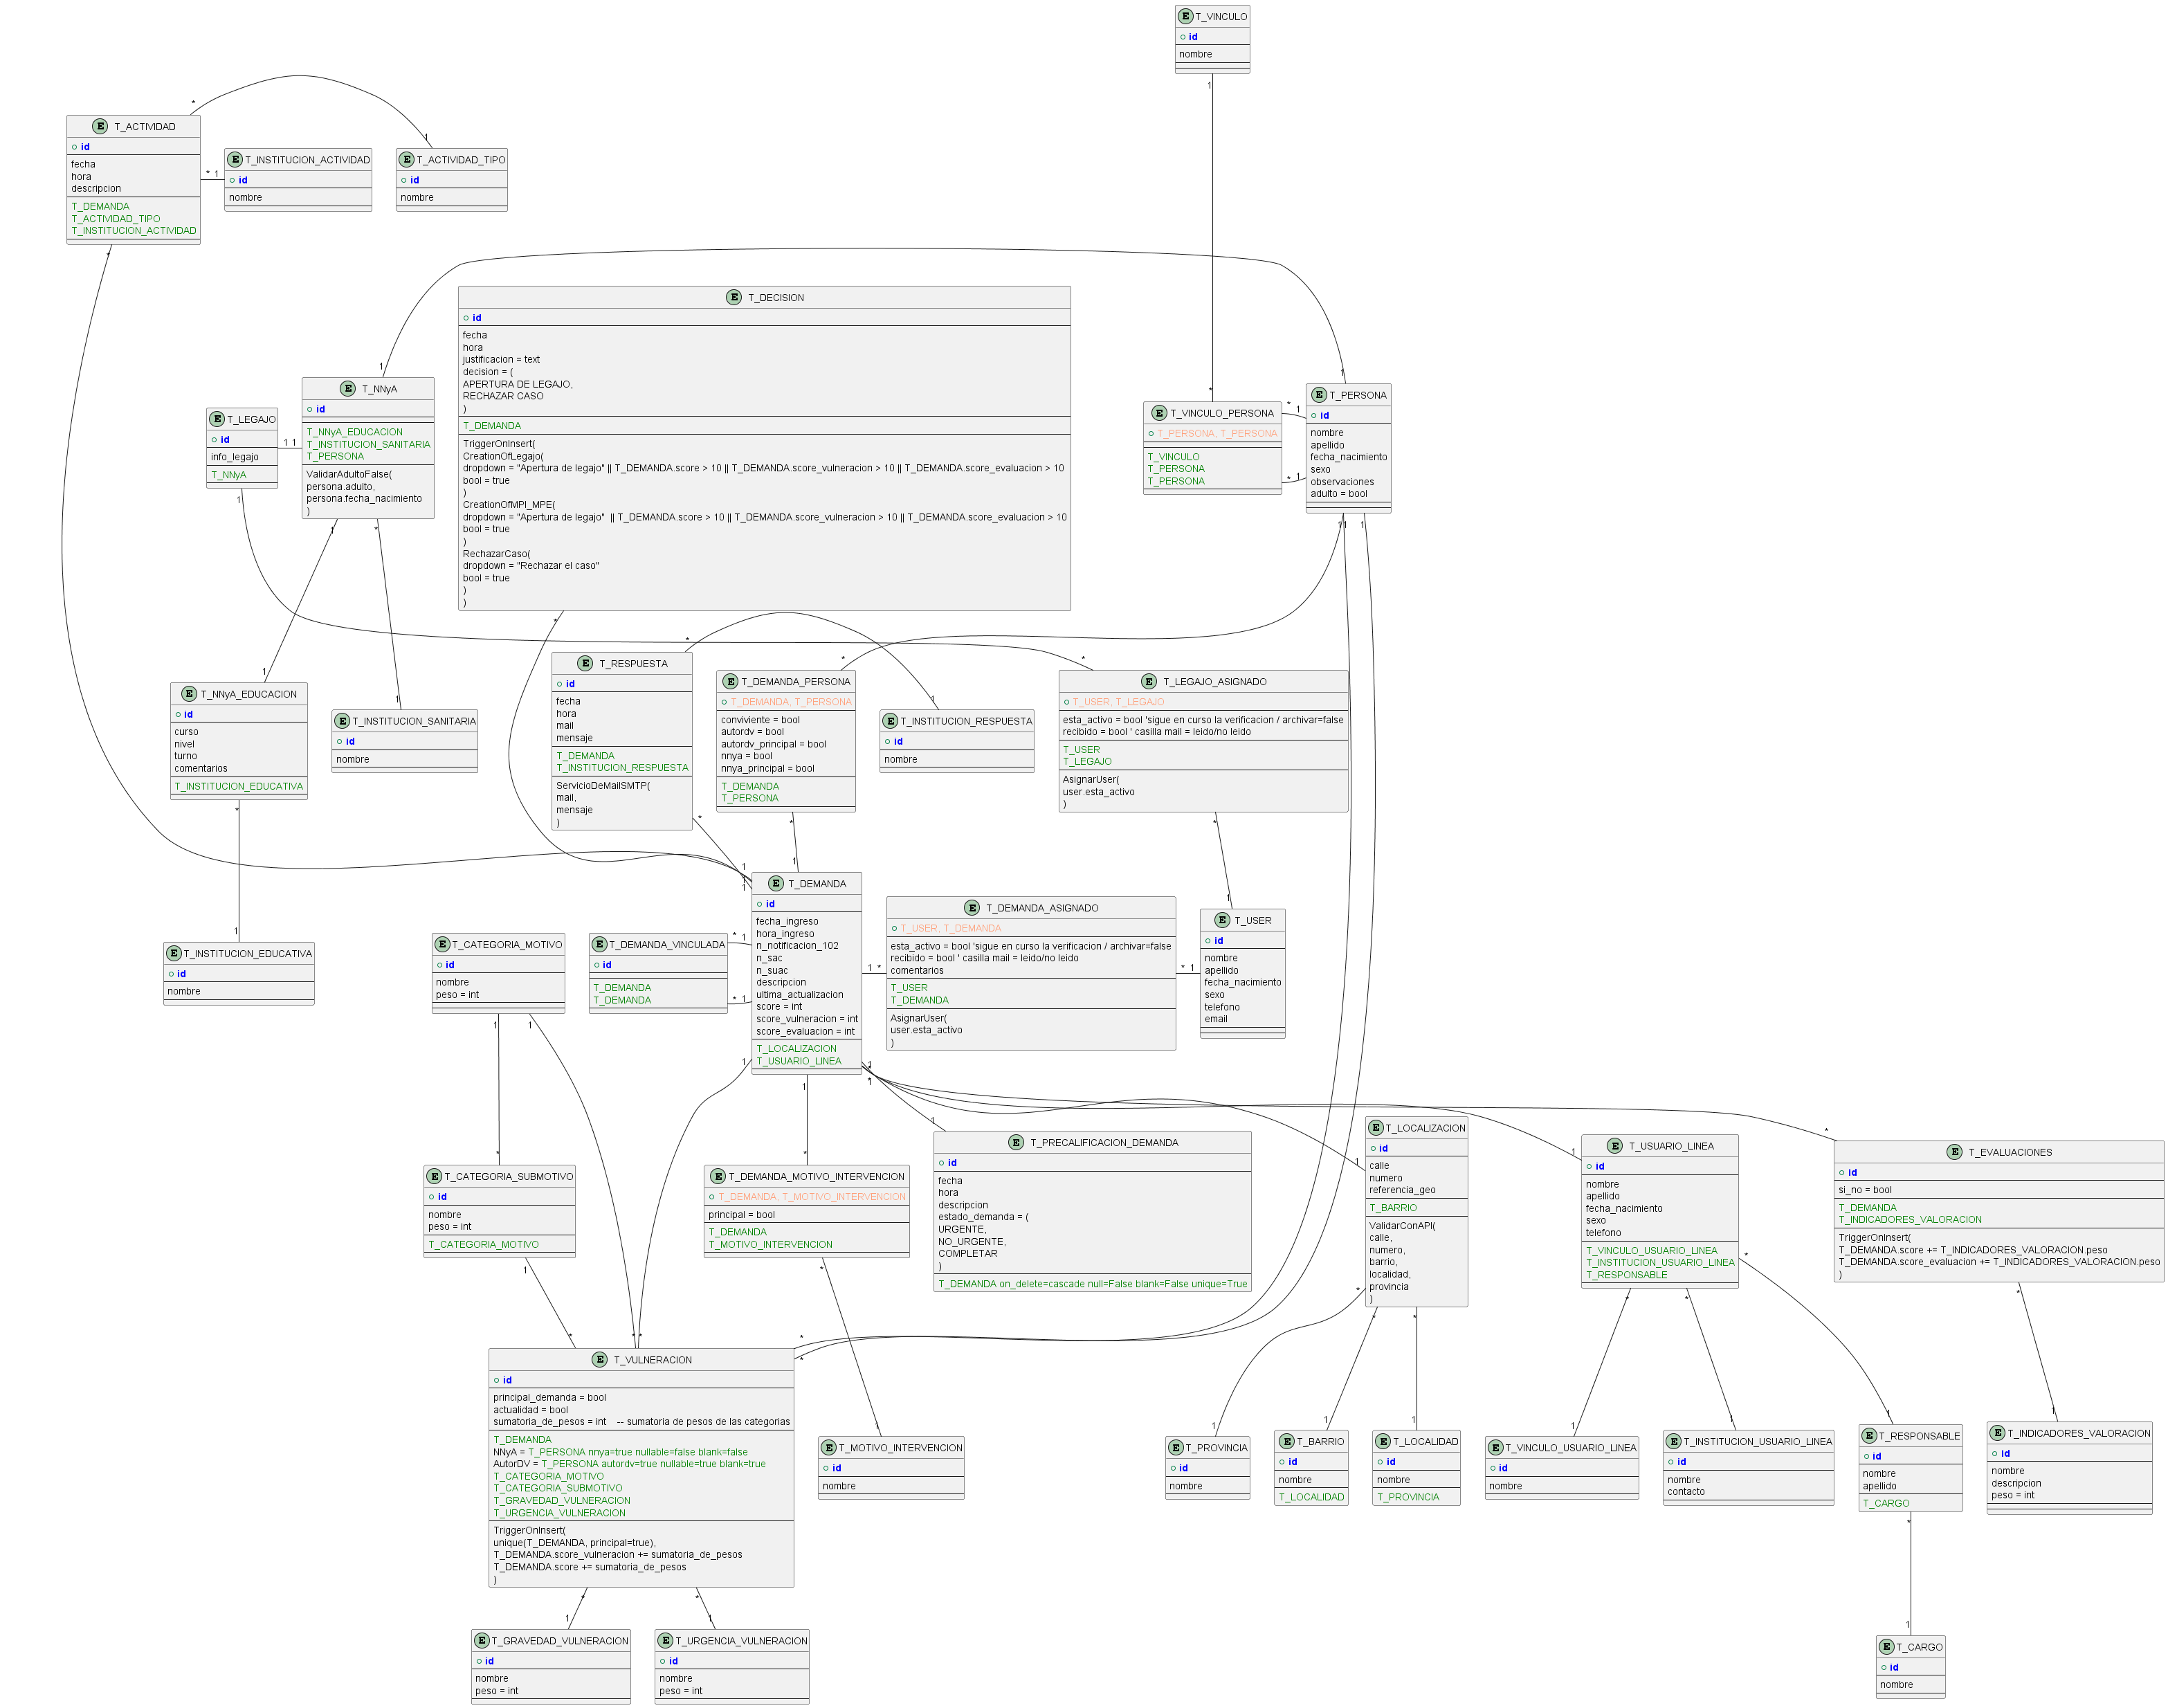 T_VINCULO
id
nombre
T_ACTIVIDAD
id
fecha
hora
descripcion
T_DEMANDA
T_ACTIVIDAD_TIPO
T_INSTITUCION_ACTIVIDAD
T_INSTITUCION_ACTIVIDAD
id
nombre
T_ACTIVIDAD_TIPO
id
nombre
T_DECISION
id
fecha
hora
justificacion = text
decision = (
APERTURA DE LEGAJO,
RECHAZAR CASO
)
T_DEMANDA
TriggerOnInsert(
CreationOfLegajo(
dropdown = "Apertura de legajo" || T_DEMANDA.score > 10 || T_DEMANDA.score_vulneracion > 10 || T_DEMANDA.score_evaluacion > 10
bool = true
)
CreationOfMPI_MPE(
dropdown = "Apertura de legajo" || T_DEMANDA.score > 10 || T_DEMANDA.score_vulneracion > 10 || T_DEMANDA.score_evaluacion > 10
bool = true
)
RechazarCaso(
dropdown = "Rechazar el caso"
bool = true
)
)
T_NNyA
id
T_NNyA_EDUCACION
T_INSTITUCION_SANITARIA
T_PERSONA
ValidarAdultoFalse(
persona.adulto,
persona.fecha_nacimiento
)
T_LEGAJO
id
info_legajo
T_NNyA
T_VINCULO_PERSONA
T_PERSONA, T_PERSONA
T_VINCULO
T_PERSONA
T_PERSONA
T_PERSONA
id
nombre
apellido
fecha_nacimiento
sexo
observaciones
adulto = bool
T_NNyA_EDUCACION
id
curso
nivel
turno
comentarios
T_INSTITUCION_EDUCATIVA
T_INSTITUCION_SANITARIA
id
nombre
T_RESPUESTA
id
fecha
hora
mail
mensaje
T_DEMANDA
T_INSTITUCION_RESPUESTA
ServicioDeMailSMTP(
mail,
mensaje
)
T_DEMANDA_PERSONA
T_DEMANDA, T_PERSONA
conviviente = bool
autordv = bool
autordv_principal = bool
nnya = bool
nnya_principal = bool
T_DEMANDA
T_PERSONA
T_INSTITUCION_RESPUESTA
id
nombre
T_LEGAJO_ASIGNADO
T_USER, T_LEGAJO
esta_activo = bool 'sigue en curso la verificacion / archivar=false
recibido = bool ' casilla mail = leido/no leido
T_USER
T_LEGAJO
AsignarUser(
user.esta_activo
)
T_INSTITUCION_EDUCATIVA
id
nombre
T_CATEGORIA_MOTIVO
id
nombre
peso = int
T_DEMANDA_VINCULADA
id
T_DEMANDA
T_DEMANDA
T_DEMANDA
id
fecha_ingreso
hora_ingreso
n_notificacion_102
n_sac
n_suac
descripcion
ultima_actualizacion
score = int
score_vulneracion = int
score_evaluacion = int
T_LOCALIZACION
T_USUARIO_LINEA
T_DEMANDA_ASIGNADO
T_USER, T_DEMANDA
esta_activo = bool 'sigue en curso la verificacion / archivar=false
recibido = bool ' casilla mail = leido/no leido
comentarios
T_USER
T_DEMANDA
AsignarUser(
user.esta_activo
)
T_USER
id
nombre
apellido
fecha_nacimiento
sexo
telefono
email
T_CATEGORIA_SUBMOTIVO
id
nombre
peso = int
T_CATEGORIA_MOTIVO
T_DEMANDA_MOTIVO_INTERVENCION
T_DEMANDA, T_MOTIVO_INTERVENCION
principal = bool
T_DEMANDA
T_MOTIVO_INTERVENCION
T_PRECALIFICACION_DEMANDA
id
fecha
hora
descripcion
estado_demanda = (
URGENTE,
NO_URGENTE,
COMPLETAR
)
T_DEMANDA on_delete=cascade null=False blank=False unique=True
T_LOCALIZACION
id
calle
numero
referencia_geo
T_BARRIO
ValidarConAPI(
calle,
numero,
barrio,
localidad,
provincia
)
T_USUARIO_LINEA
id
nombre
apellido
fecha_nacimiento
sexo
telefono
T_VINCULO_USUARIO_LINEA
T_INSTITUCION_USUARIO_LINEA
T_RESPONSABLE
T_EVALUACIONES
id
si_no = bool
T_DEMANDA
T_INDICADORES_VALORACION
TriggerOnInsert(
T_DEMANDA.score += T_INDICADORES_VALORACION.peso
T_DEMANDA.score_evaluacion += T_INDICADORES_VALORACION.peso
)
T_VULNERACION
id
principal_demanda = bool
actualidad = bool
sumatoria_de_pesos = int -- sumatoria de pesos de las categorias
T_DEMANDA
NNyA = T_PERSONA nnya=true nullable=false blank=false
AutorDV = T_PERSONA autordv=true nullable=true blank=true
T_CATEGORIA_MOTIVO
T_CATEGORIA_SUBMOTIVO
T_GRAVEDAD_VULNERACION
T_URGENCIA_VULNERACION
TriggerOnInsert(
unique(T_DEMANDA, principal=true),
T_DEMANDA.score_vulneracion += sumatoria_de_pesos
T_DEMANDA.score += sumatoria_de_pesos
)
T_MOTIVO_INTERVENCION
id
nombre
T_PROVINCIA
id
nombre
T_BARRIO
id
nombre
T_LOCALIDAD
T_LOCALIDAD
id
nombre
T_PROVINCIA
T_VINCULO_USUARIO_LINEA
id
nombre
T_INSTITUCION_USUARIO_LINEA
id
nombre
contacto
T_RESPONSABLE
id
nombre
apellido
T_CARGO
T_INDICADORES_VALORACION
id
nombre
descripcion
peso = int
T_GRAVEDAD_VULNERACION
id
nombre
peso = int
T_URGENCIA_VULNERACION
id
nombre
peso = int
T_CARGO
id
nombre